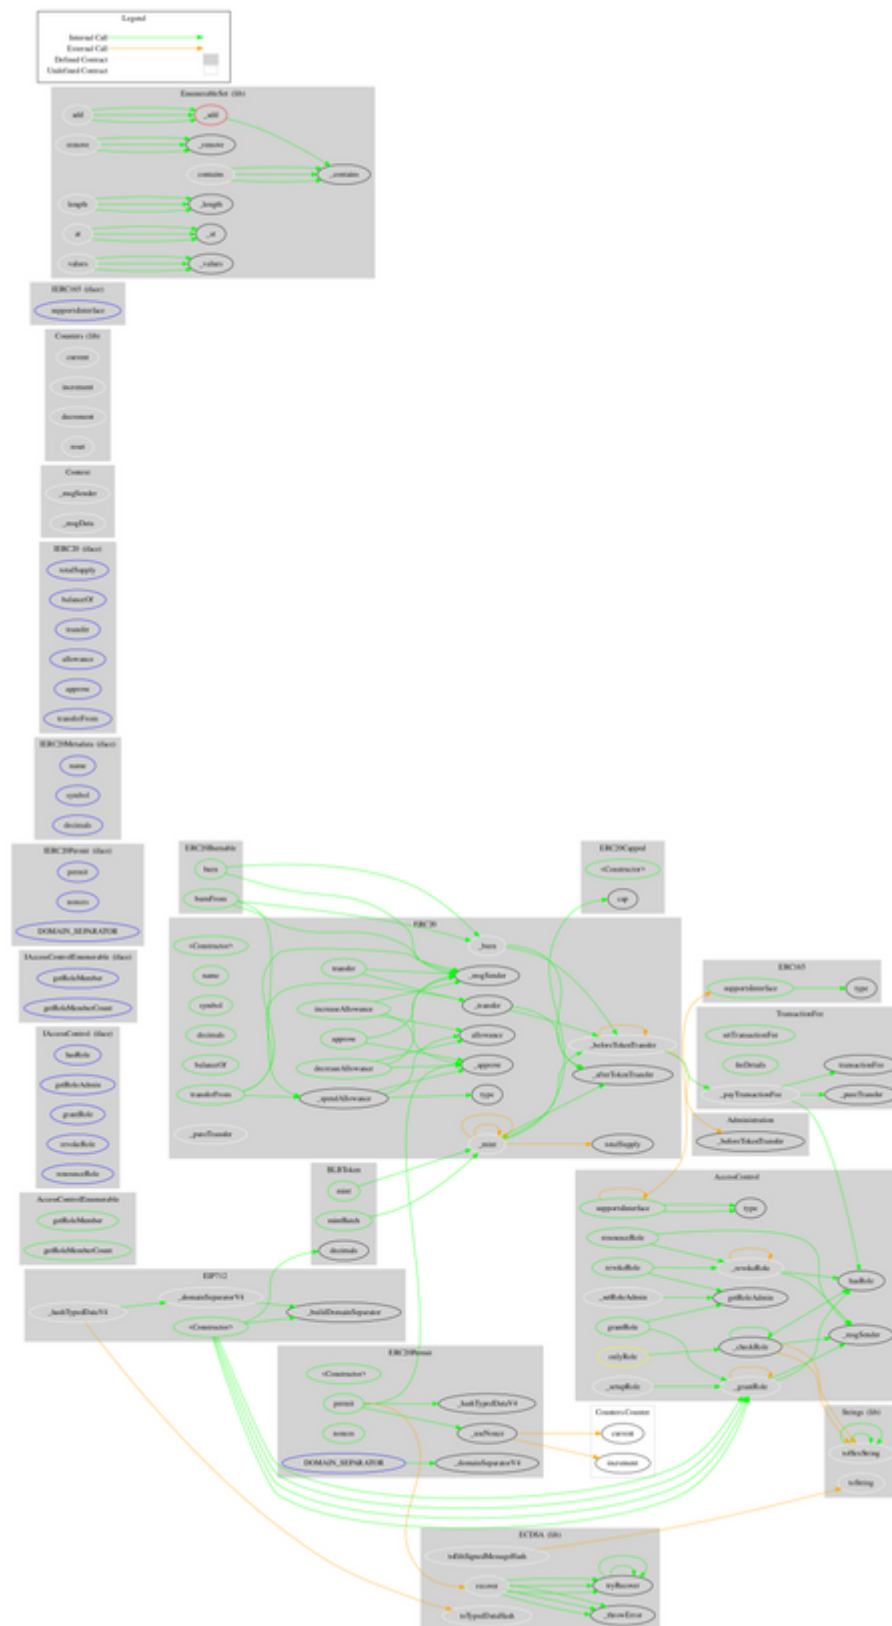 Legend
Internal Call
External Call
Defined Contract
Undefined Contract
EnumerableSet (lib)
add
_add
remove
_remove
contains
_contains
length
_length
at
_at
values
_values
IERC165 (iface)
supportsInterface
Counters (lib)
current
increment
decrement
reset
Context
_msgSender
_msgData
IERC20 (iface)
totalSupply
balanceOf
transfer
allowance
approve
transferFrom
IERC20Metadata (iface)
name
symbol
decimals
IERC20Permit (iface)
permit
nonces
DOMAIN_SEPARATOR
IAccessControlEnumerable (iface)
getRoleMember
getRoleMemberCount
IAccessControl (iface)
hasRole
getRoleAdmin
grantRole
revokeRole
renounceRole
AccessControlEnumerable
getRoleMember
getRoleMemberCount
ERC20Burnable
burn
burnFrom
ERC20Capped
<Constructor>
cap
ERC20
<Constructor>
name
symbol
decimals
balanceOf
transferFrom
_pureTransfer
transfer
increaseAllowance
approve
decreaseAllowance
_spendAllowance
_burn
_msgSender
_transfer
allowance
_approve
type
_mint
_beforeTokenTransfer
_afterTokenTransfer
totalSupply
ERC165
supportsInterface
type
TransactionFee
setTransactionFee
feeDetails
_payTransactionFee
transactionFee
_pureTransfer
Administration
_beforeTokenTransfer
BLBToken
mint
mintBatch
decimals
AccessControl
supportsInterface
type
renounceRole
revokeRole
_setRoleAdmin
grantRole
onlyRole
_setupRole
_revokeRole
getRoleAdmin
_checkRole
_grantRole
hasRole
_msgSender
EIP712
_hashTypedDataV4
_domainSeparatorV4
<Constructor>
_buildDomainSeparator
ERC20Permit
<Constructor>
permit
nonces
DOMAIN_SEPARATOR
_hashTypedDataV4
_useNonce
_domainSeparatorV4
Counters.Counter
current
increment
Strings (lib)
toHexString
toString
ECDSA (lib)
toEthSignedMessageHash
recover
toTypedDataHash
tryRecover
_throwError